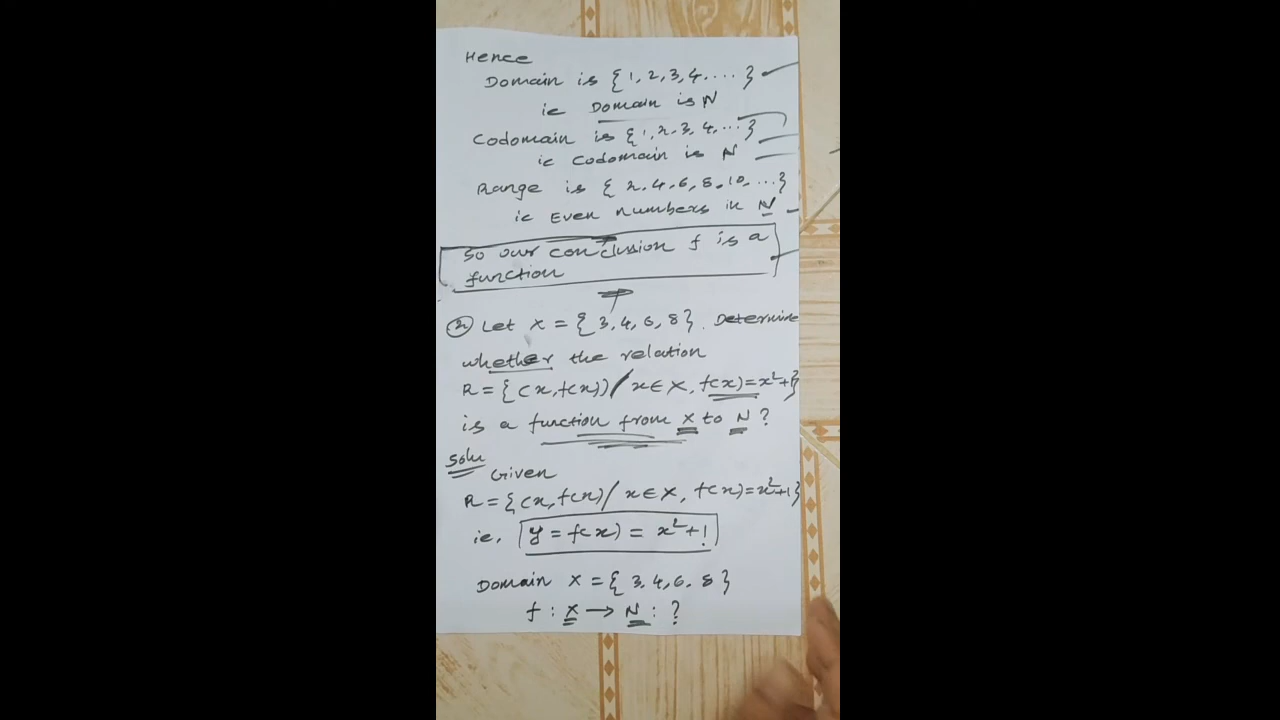 Hence
Domain is {1, 2, 3, 4, ....}
ie Domain is N
Codomain is {1, 2, 3, 4, ...}
ie Codomain is N
Range is {2, 4, 6, 8, 10, ...}
ie Even numbers in N
so our conclusion f is a
function
② Let X = {3, 4, 6, 8}. Determine
whether the relation
R = {(x, f(x)) / x ∈ X, f(x) = x²+1}
is a function from X to N ?
Solu
Given
R = {(x, f(x) / x ∈ X, f(x) = x²+1}
ie, y = f(x) = x²+1
Domain X = {3, 4, 6, 8}
f : X → N : ?